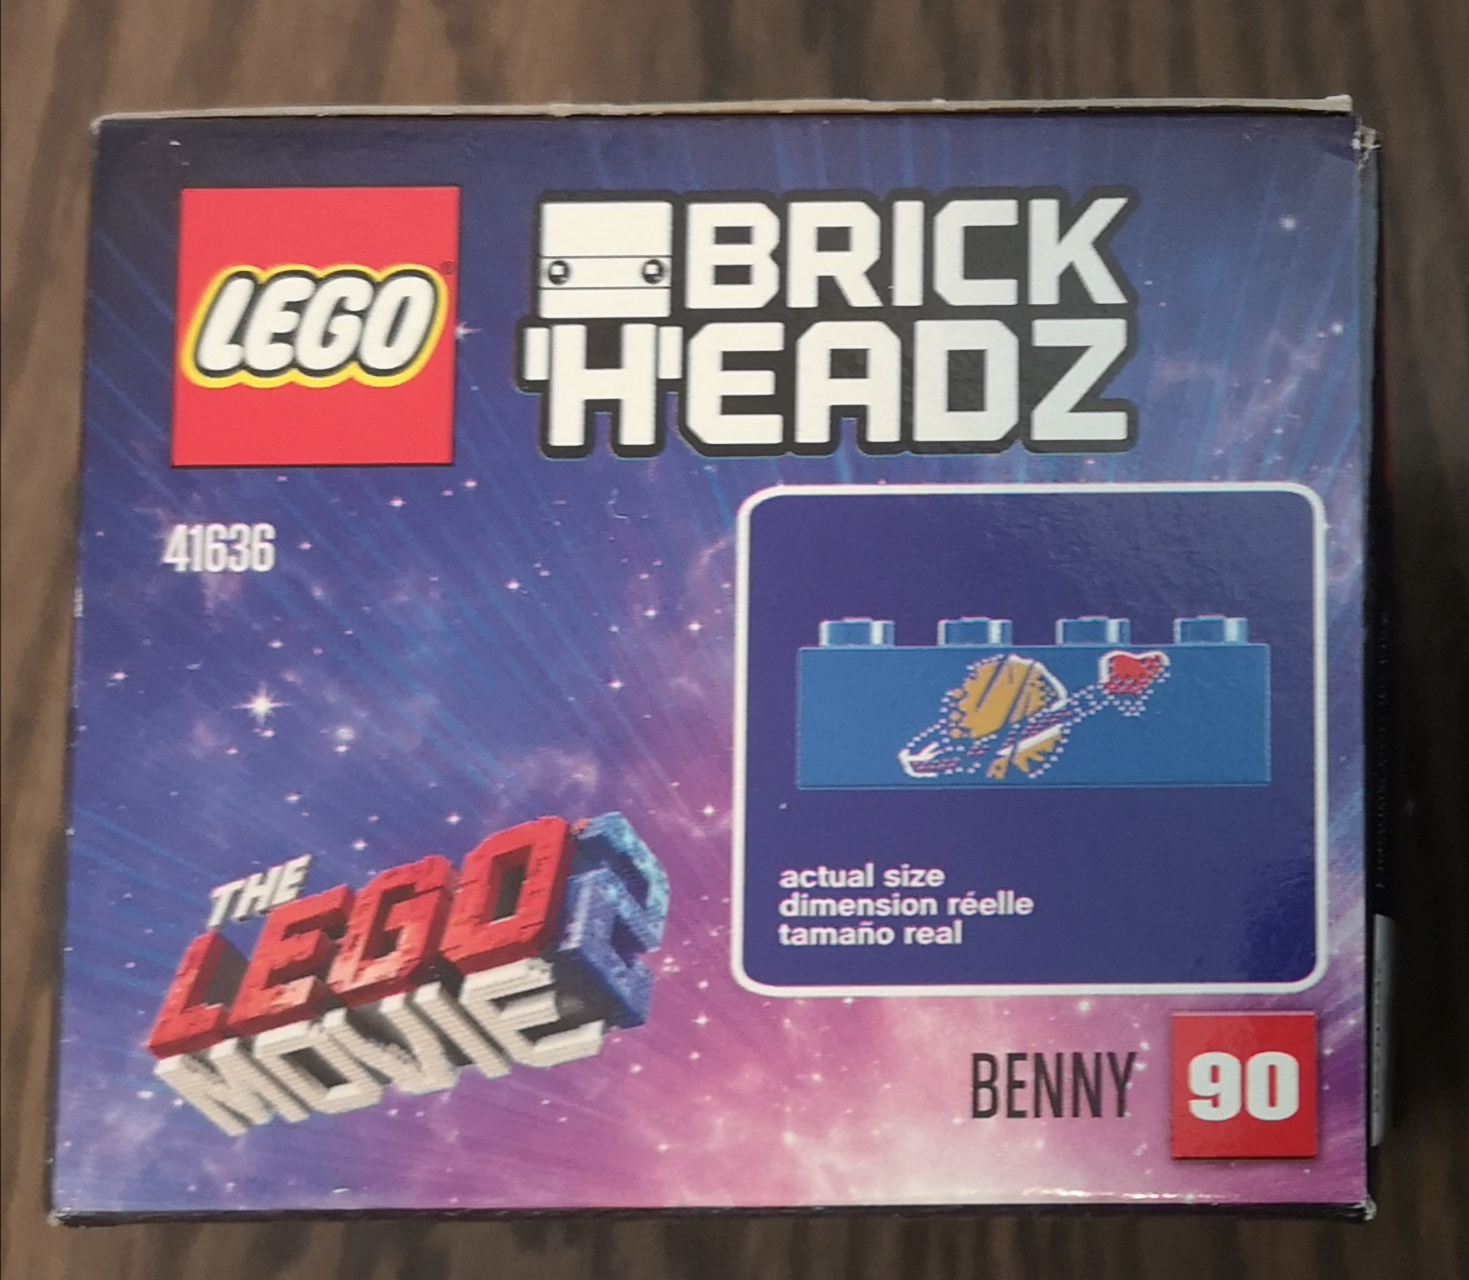 LEGO
BRICK
HEADZ
41636
actual size
dimension réelle
tamaño real
THE
LEGO
MOVIE
2
BENNY
90